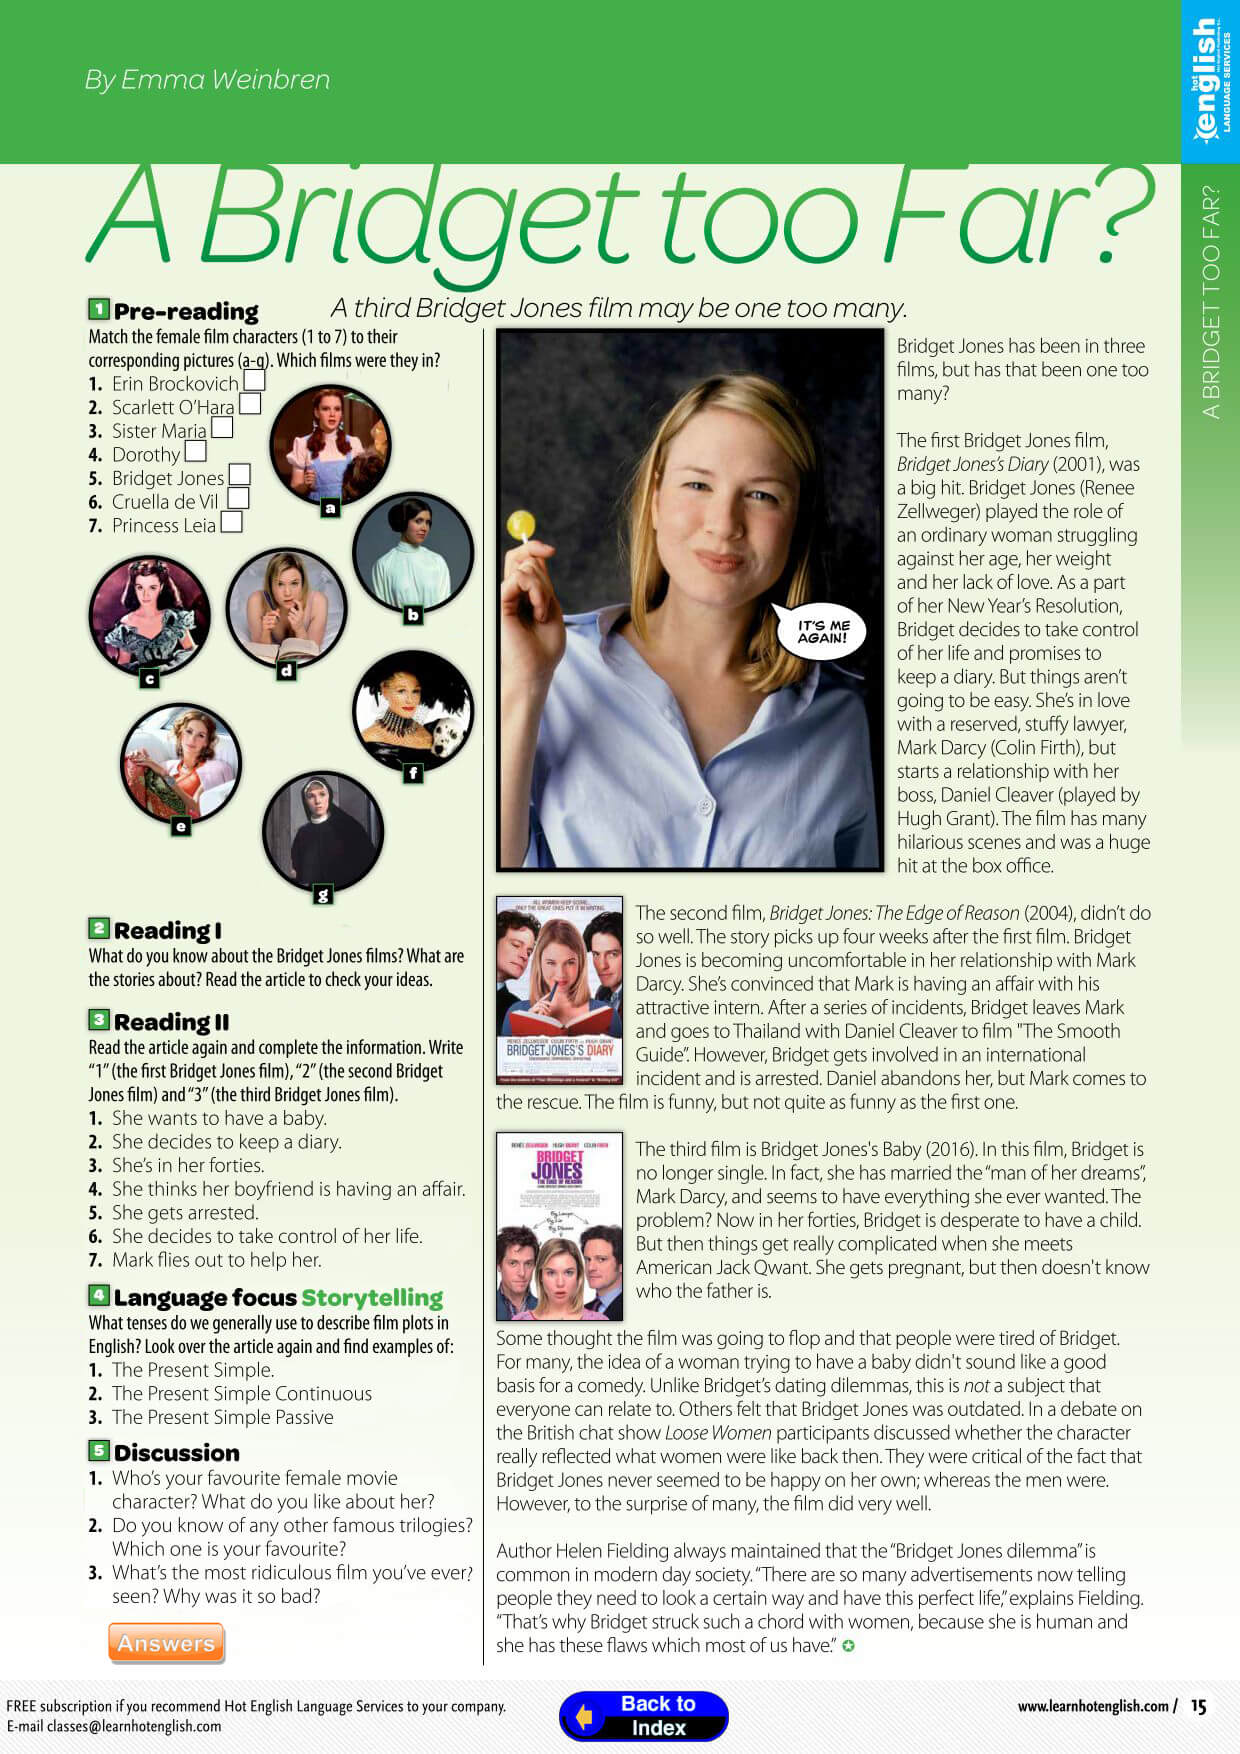 By Emma Weinbren
hot
english
LANGUAGE SERVICES
A BRIDGET TOO FAR?
A Bridget too Far?
A third Bridget Jones film may be one too many.
1 Pre-reading
Match the female film characters (1 to 7) to their
corresponding pictures (a-g). Which films were they in?
1. Erin Brockovich
2. Scarlett O'Hara
3. Sister Maria
4. Dorothy
5. Bridget Jones
6. Cruella de Vil
7. Princess Leia
a
b
c
d
e
f
g
2 Reading I
What do you know about the Bridget Jones films? What are
the stories about? Read the article to check your ideas.
3 Reading II
Read the article again and complete the information. Write
“1” (the first Bridget Jones film), “2” (the second Bridget
Jones film) and “3” (the third Bridget Jones film).
1. She wants to have a baby.
2. She decides to keep a diary.
3. She's in her forties.
4. She thinks her boyfriend is having an affair.
5. She gets arrested.
6. She decides to take control of her life.
7. Mark flies out to help her.
4 Language focus Storytelling
What tenses do we generally use to describe film plots in
English? Look over the article again and find examples of:
1. The Present Simple.
2. The Present Simple Continuous
3. The Present Simple Passive
5 Discussion
1. Who's your favourite female movie
character? What do you like about her?
2. Do you know of any other famous trilogies?
Which one is your favourite?
3. What's the most ridiculous film you've ever?
seen? Why was it so bad?
Answers
IT'S ME
AGAIN!
Bridget Jones has been in three
films, but has that been one too
many?
The first Bridget Jones film,
Bridget Jones's Diary (2001), was
a big hit. Bridget Jones (Renee
Zellweger) played the role of
an ordinary woman struggling
against her age, her weight
and her lack of love. As a part
of her New Year's Resolution,
Bridget decides to take control
of her life and promises to
keep a diary. But things aren't
going to be easy. She's in love
with a reserved, stuffy lawyer,
Mark Darcy (Colin Firth), but
starts a relationship with her
boss, Daniel Cleaver (played by
Hugh Grant). The film has many
hilarious scenes and was a huge
hit at the box office.
ALL WOMEN KEEP SCORE...
ONLY THE GREAT ONES PUT IT IN WRITING.
RENÉE ZELLWEGER COLIN FIRTH HUGH GRANT
BRIDGET JONES'S DIARY
The second film, Bridget Jones: The Edge of Reason (2004), didn't do
so well. The story picks up four weeks after the first film. Bridget
Jones is becoming uncomfortable in her relationship with Mark
Darcy. She's convinced that Mark is having an affair with his
attractive intern. After a series of incidents, Bridget leaves Mark
and goes to Thailand with Daniel Cleaver to film "The Smooth
Guide". However, Bridget gets involved in an international
incident and is arrested. Daniel abandons her, but Mark comes to
the rescue. The film is funny, but not quite as funny as the first one.
RENÉE ZELLWEGER HUGH GRANT COLIN FIRTH
BRIDGET
JONES
THE EDGE OF REASON
The third film is Bridget Jones's Baby (2016). In this film, Bridget is
no longer single. In fact, she has married the “man of her dreams”,
Mark Darcy, and seems to have everything she ever wanted. The
problem? Now in her forties, Bridget is desperate to have a child.
But then things get really complicated when she meets
American Jack Qwant. She gets pregnant, but then doesn't know
who the father is.
Some thought the film was going to flop and that people were tired of Bridget.
For many, the idea of a woman trying to have a baby didn't sound like a good
basis for a comedy. Unlike Bridget's dating dilemmas, this is not a subject that
everyone can relate to. Others felt that Bridget Jones was outdated. In a debate on
the British chat show Loose Women participants discussed whether the character
really reflected what women were like back then. They were critical of the fact that
Bridget Jones never seemed to be happy on her own; whereas the men were.
However, to the surprise of many, the film did very well.
Author Helen Fielding always maintained that the “Bridget Jones dilemma” is
common in modern day society. “There are so many advertisements now telling
people they need to look a certain way and have this perfect life,” explains Fielding.
“That's why Bridget struck such a chord with women, because she is human and
she has these flaws which most of us have.”
FREE subscription if you recommend Hot English Language Services to your company.
E-mail classes@learnhotenglish.com
Back to
Index
www.learnhotenglish.com / 15